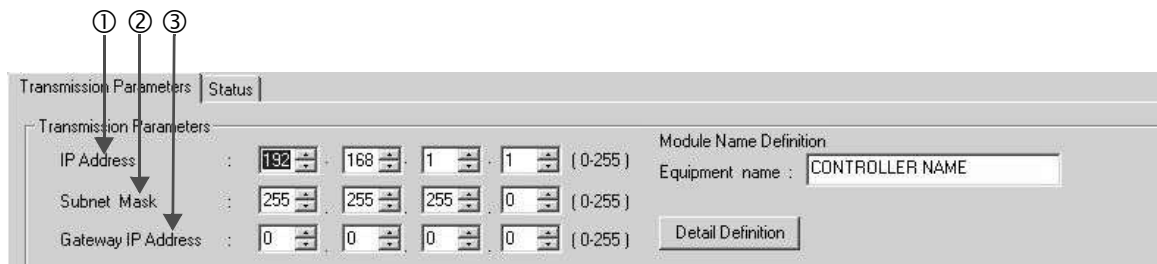 ① ② ③
Transmission Parameters Status
Transmission Parameters
IP Address : 192 . 168 . 1 . 1 ( 0-255 )
Subnet Mask : 255 . 255 . 255 . 0 ( 0-255 )
Gateway IP Address : 0 . 0 . 0 . 0 ( 0-255 )
Module Name Definition
Equipment name : CONTROLLER NAME
Detail Definition